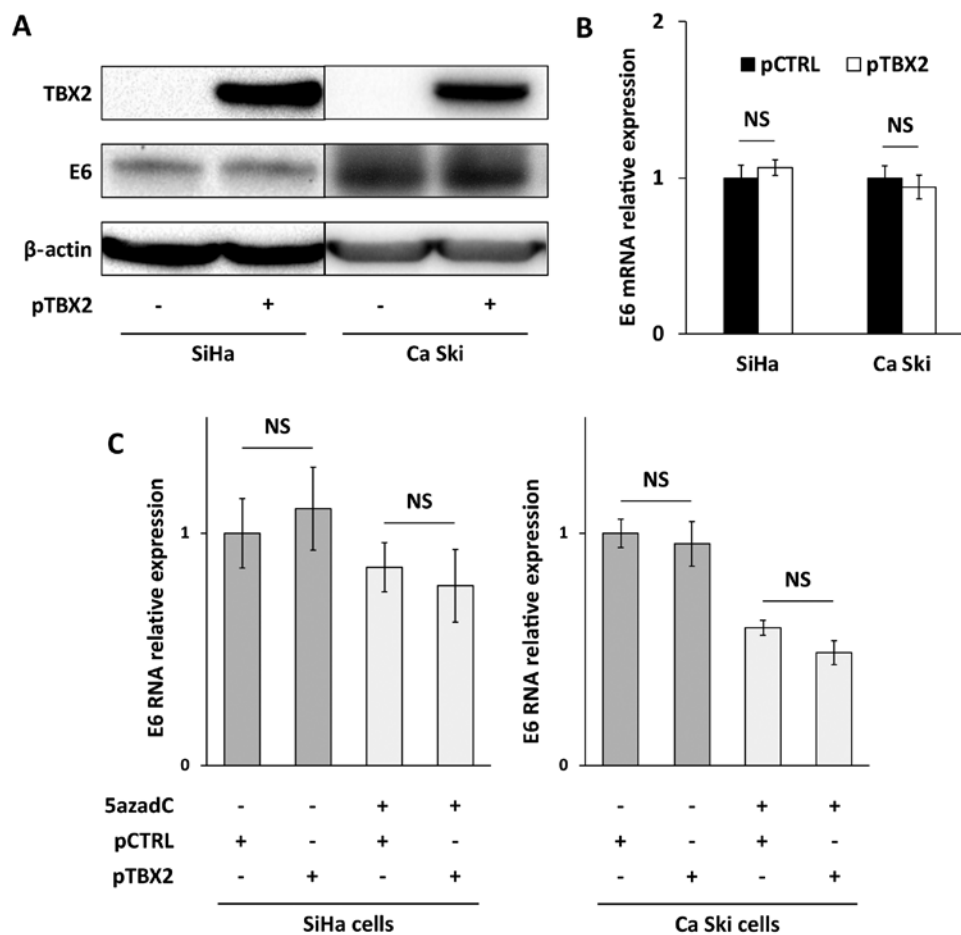 A
TBX2
E6
β-actin
pTBX2 - + - +
SiHa Ca Ski
B
E6 mRNA relative expression
2
1
0
pCTRL pTBX2
NS NS
SiHa Ca Ski
C
E6 RNA relative expression
1
0
NS
NS
E6 RNA relative expression
1
0
NS
NS
5azadC - - + + - - + +
pCTRL + - + - + - + -
pTBX2 - + - + - + - +
SiHa cells Ca Ski cells